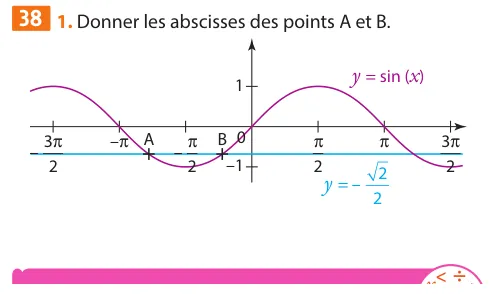 38 1. Donner les abscisses des points A et B.
1 y = sin (x)
3π/2 –π A π/2 B 0 π/2 π 3π/2
–1
y = – √2/2
< ÷